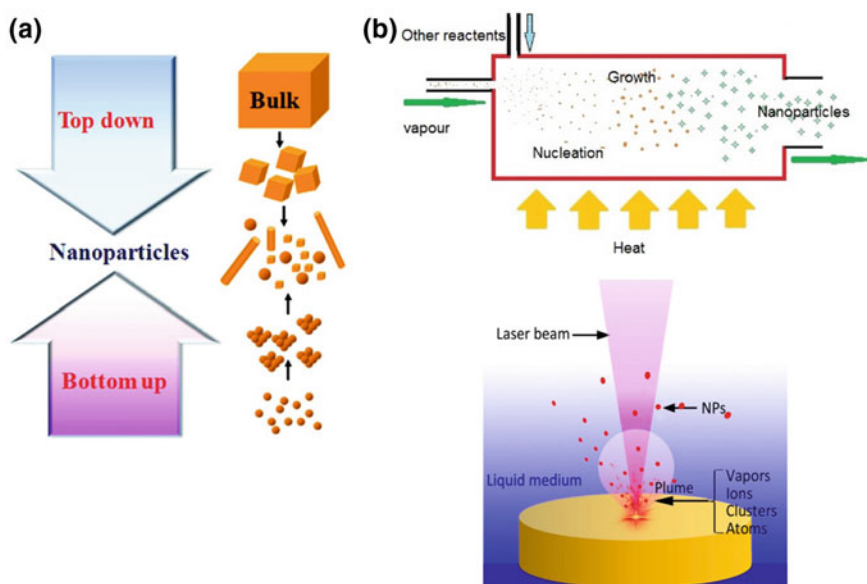 (a)
Top down
Nanoparticles
Bottom up
Bulk
(b)
Other reactents
vapour
Growth
Nucleation
Nanoparticles
Heat
Laser beam
NPs
Liquid medium
Plume
Vapors
Ions
Clusters
Atoms